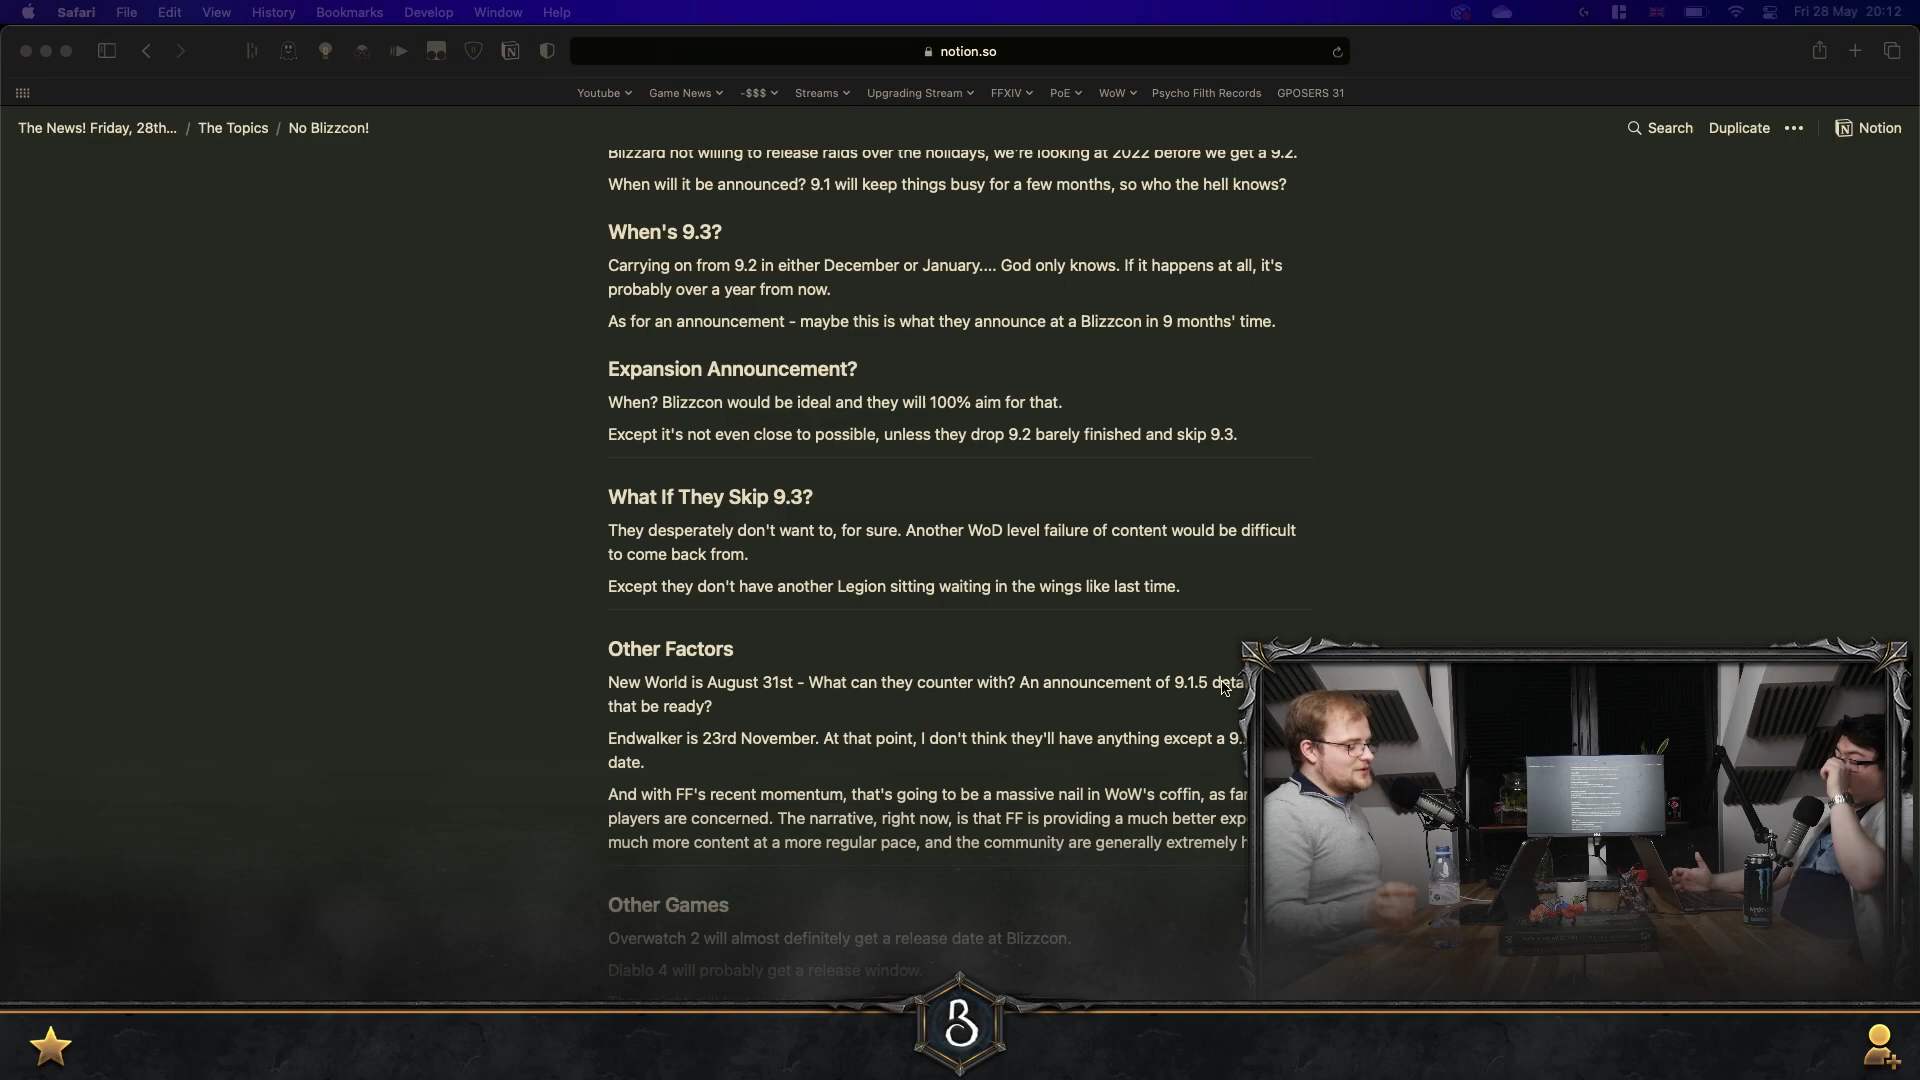 Safari File Edit View History Bookmarks Develop Window Help Fri 28 May 20:12
notion.so
Youtube Game News -$$$ Streams Upgrading Stream FFXIV PoE WoW Psycho Filth Records GPOSERS 31
The News! Friday, 28th... / The Topics / No Blizzcon! Search Duplicate ••• Notion
Blizzard not willing to release raids over the holidays, we're looking at 2022 before we get a 9.2.
When will it be announced? 9.1 will keep things busy for a few months, so who the hell knows?
When's 9.3?
Carrying on from 9.2 in either December or January.... God only knows. If it happens at all, it's
probably over a year from now.
As for an announcement - maybe this is what they announce at a Blizzcon in 9 months' time.
Expansion Announcement?
When? Blizzcon would be ideal and they will 100% aim for that.
Except it's not even close to possible, unless they drop 9.2 barely finished and skip 9.3.
What If They Skip 9.3?
They desperately don't want to, for sure. Another WoD level failure of content would be difficult
to come back from.
Except they don't have another Legion sitting waiting in the wings like last time.
Other Factors
New World is August 31st - What can they counter with? An announcement of 9.1.5
that be ready?
Endwalker is 23rd November. At that point, I don't think they'll have anything except a 9.
date.
And with FF's recent momentum, that's going to be a massive nail in WoW's coffin, as far
players are concerned. The narrative, right now, is that FF is providing a much better exp
much more content at a more regular pace, and the community are generally extremely h
Other Games
Overwatch 2 will almost definitely get a release date at Blizzcon.
Diablo 4 will probably get a release window.
B